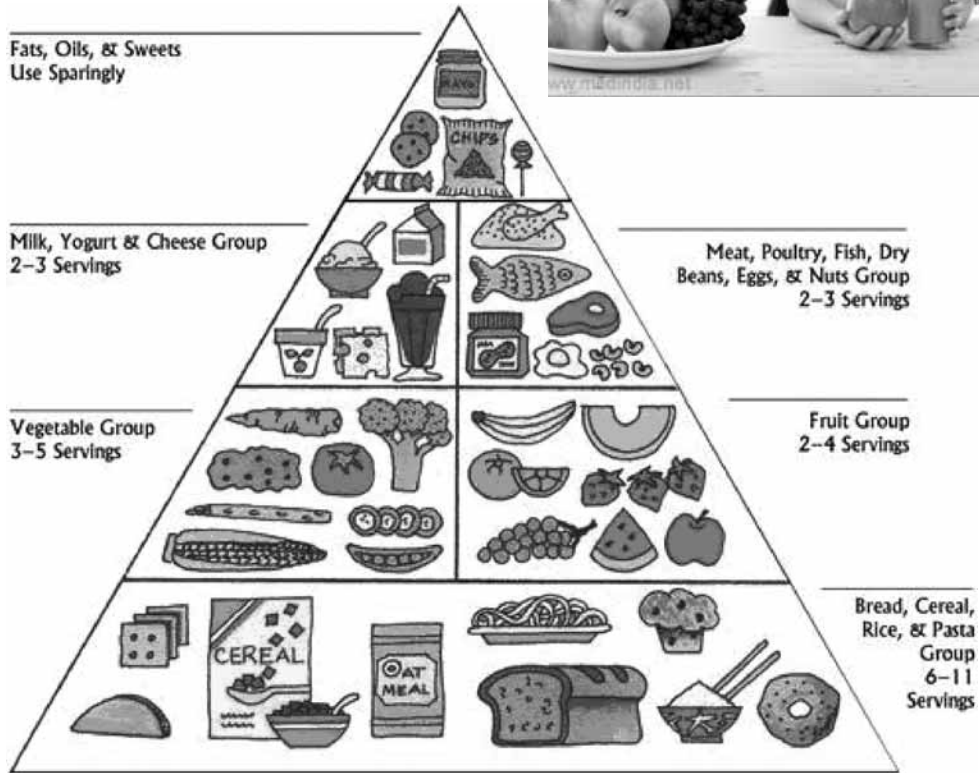 www.medindia.net
Fats, Oils, & Sweets
Use Sparingly
MAYO
CHIPS
Milk, Yogurt & Cheese Group
2–3 Servings
Meat, Poultry, Fish, Dry
Beans, Eggs, & Nuts Group
2–3 Servings
Vegetable Group
3–5 Servings
Fruit Group
2–4 Servings
CEREAL
OAT
MEAL
Bread, Cereal,
Rice, & Pasta
Group
6–11
Servings